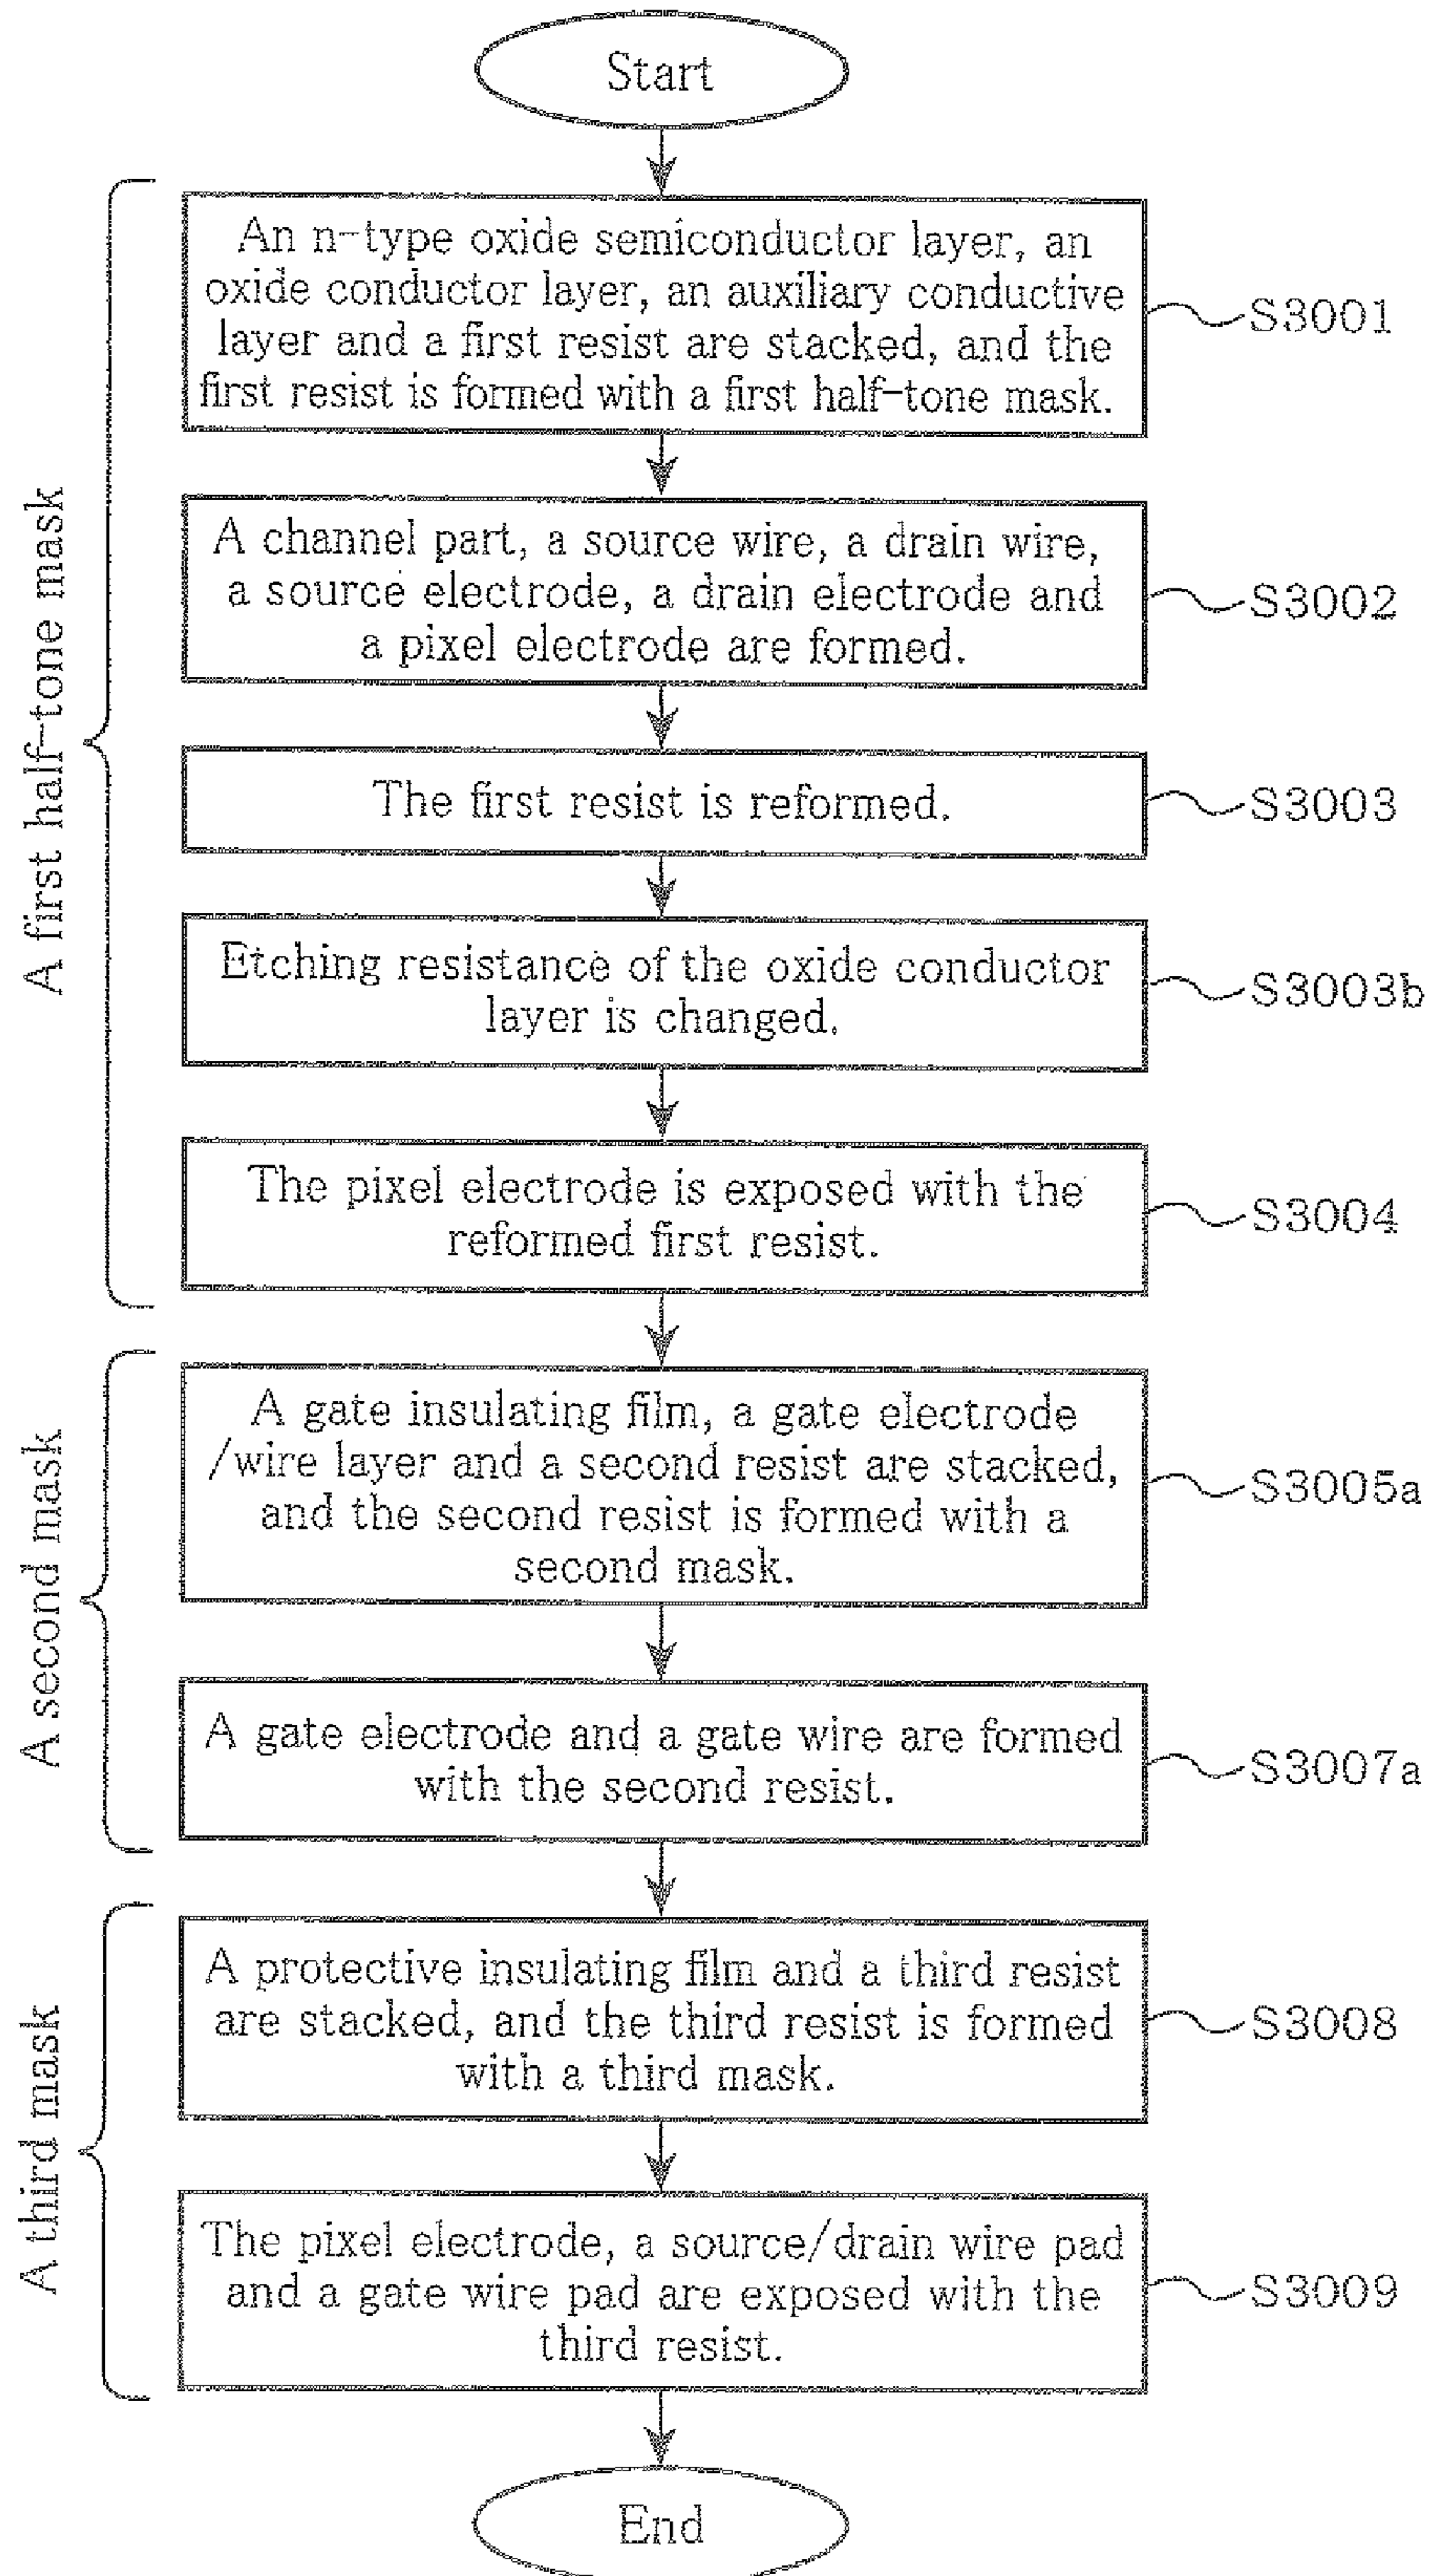 Start
A first half-tone mask
An n-type oxide semiconductor layer, an
oxide conductor layer, an auxiliary conductive
layer and a first resist are stacked, and the
first resist is formed with a first half-tone mask.
S3001
A channel part, a source wire, a drain wire,
a source electrode, a drain electrode and
a pixel electrode are formed.
S3002
The first resist is reformed.
S3003
Etching resistance of the oxide conductor
layer is changed.
S3003b
The pixel electrode is exposed with the
reformed first resist.
S3004
A second mask
A gate insulating film, a gate electrode
/wire layer and a second resist are stacked,
and the second resist is formed with a
second mask.
S3005a
A gate electrode and a gate wire are formed
with the second resist.
S3007a
A third mask
A protective insulating film and a third resist
are stacked, and the third resist is formed
with a third mask.
S3008
The pixel electrode, a source/drain wire pad
and a gate wire pad are exposed with the
third resist.
S3009
End